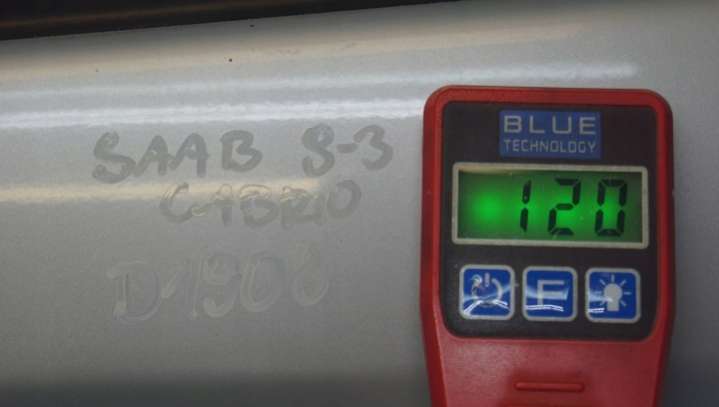 SAAB 9-3
CABRIO
D1906
BLUE
TECHNOLOGY
120
F